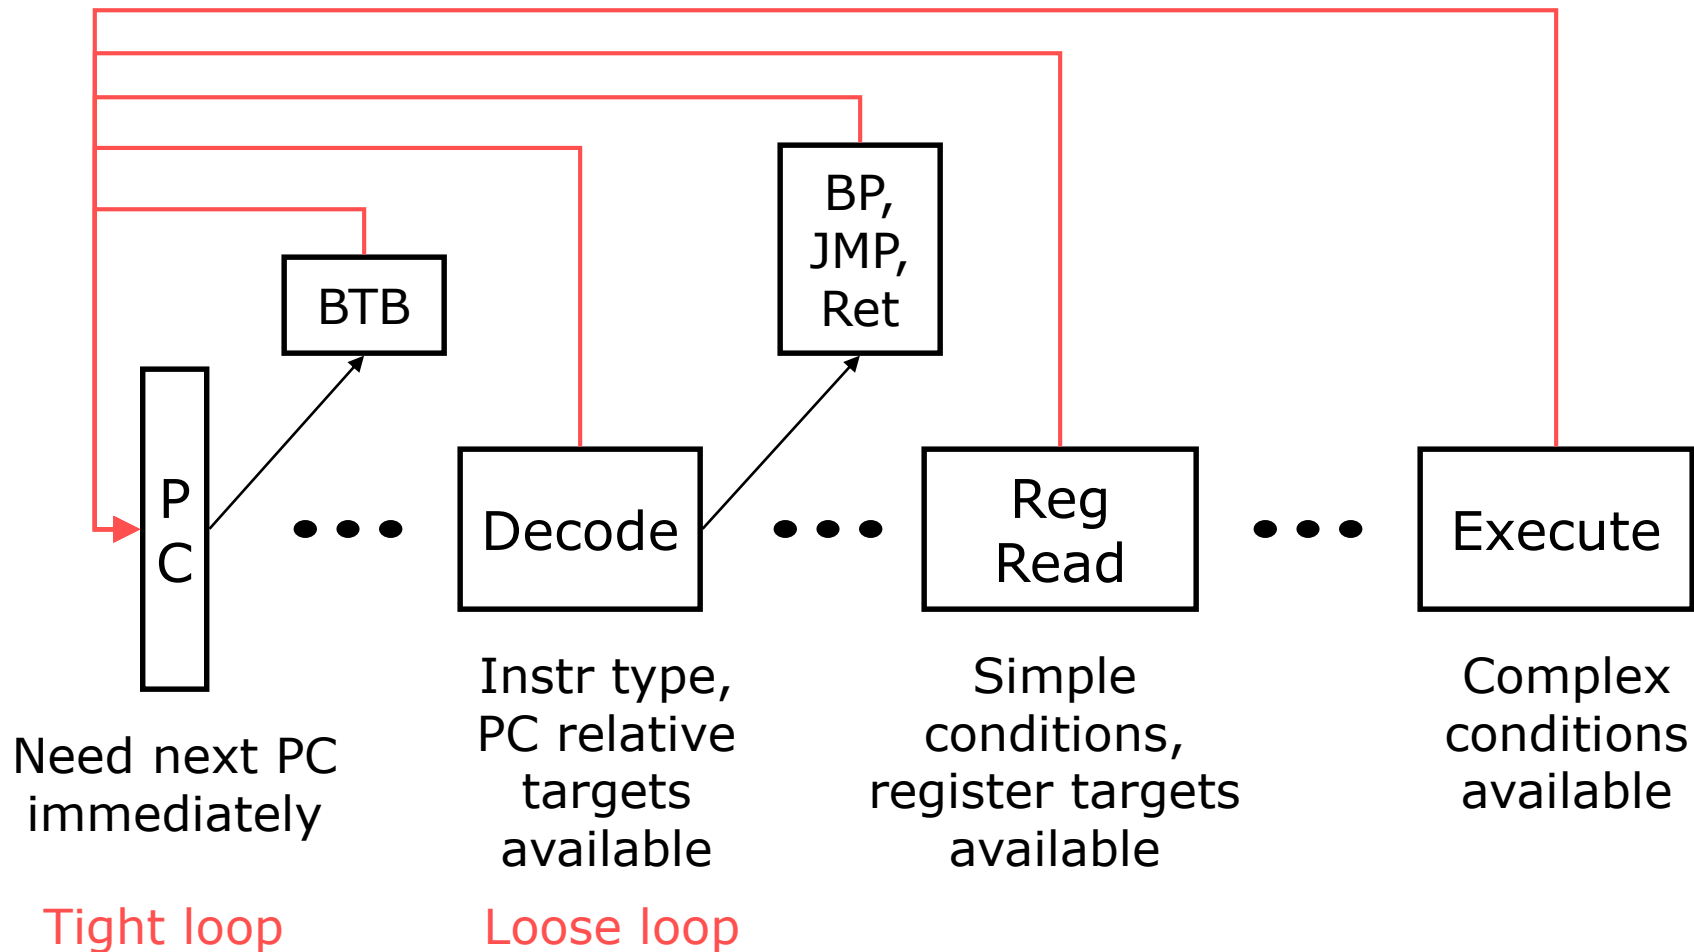 BP,
JMP,
Ret
BTB
P
C
Decode
Reg
Read
Execute
Need next PC
immediately
Instr type,
PC relative
targets
available
Simple
conditions,
register targets
available
Complex
conditions
available
Tight loop
Loose loop